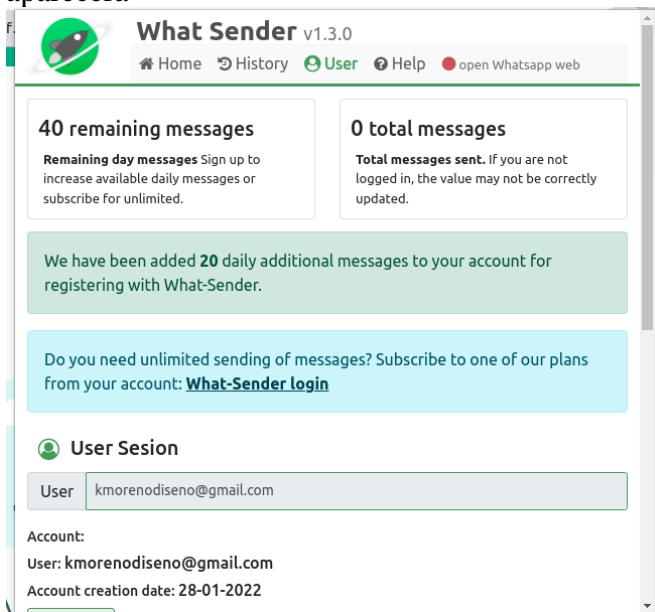 What Sender v1.3.0
Home History User Help open Whatsapp web
40 remaining messages
Remaining day messages Sign up to
increase available daily messages or
subscribe for unlimited.
0 total messages
Total messages sent. If you are not
logged in, the value may not be correctly
updated.
We have been added 20 daily additional messages to your account for
registering with What-Sender.
Do you need unlimited sending of messages? Subscribe to one of our plans
from your account: What-Sender login
User Sesion
User kmorenodiseno@gmail.com
Account:
User: kmorenodiseno@gmail.com
Account creation date: 28-01-2022